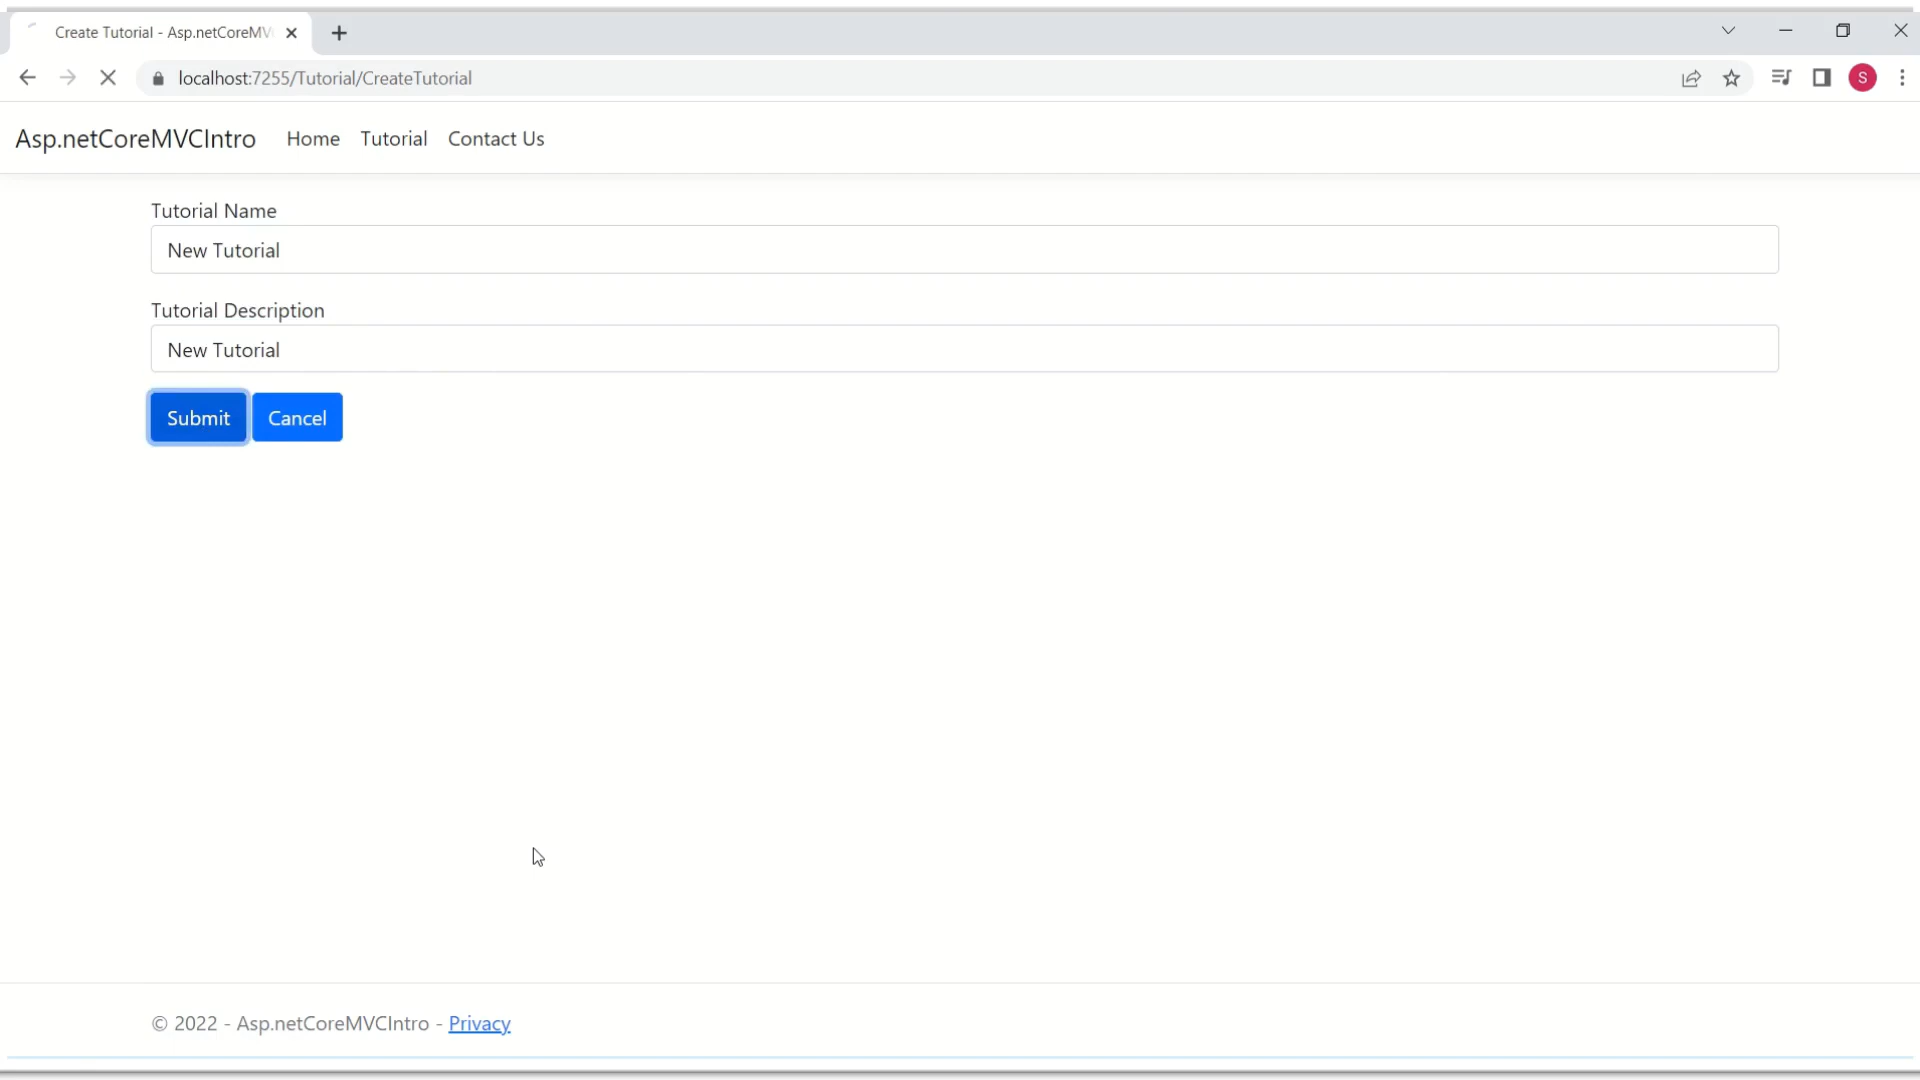 Create Tutorial - Asp.netCoreMV
localhost:7255/Tutorial/CreateTutorial
S
Asp.netCoreMVCIntro Home Tutorial Contact Us
Tutorial Name
New Tutorial
Tutorial Description
New Tutorial
Submit Cancel
© 2022 - Asp.netCoreMVCIntro - Privacy